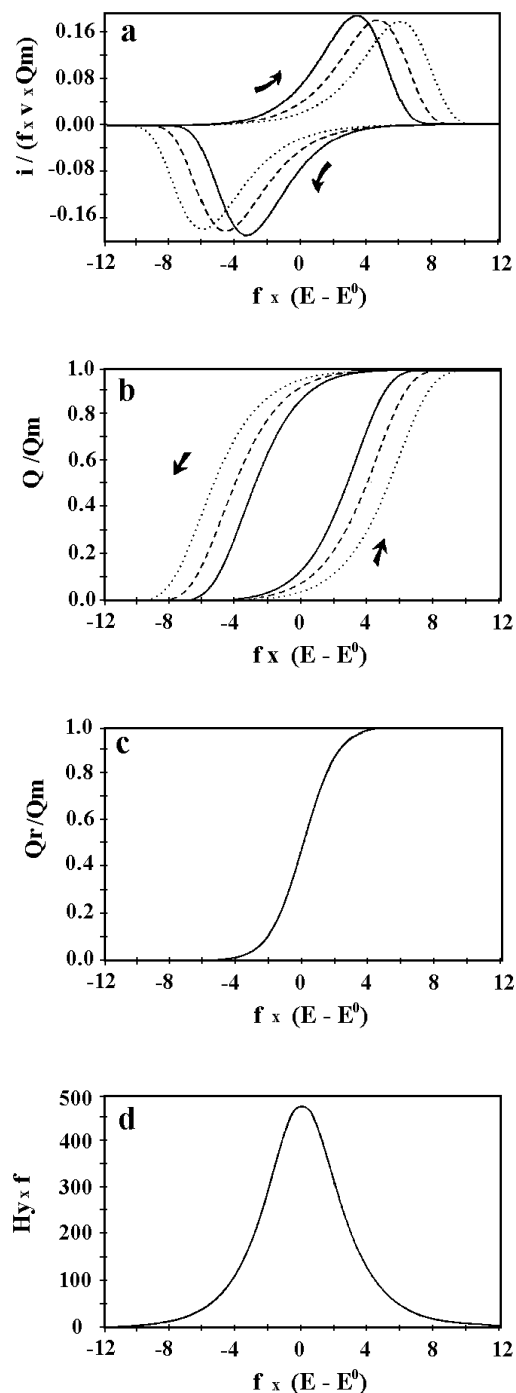 a
i / (f x v x Qm)
0.16
0.08
0.00
-0.08
-0.16
-12 -8 -4 0 4 8 12
f x (E - E⁰)
b
Q /Qm
1.0
0.8
0.6
0.4
0.2
0.0
-12 -8 -4 0 4 8 12
f x (E - E⁰)
c
Qr/Qm
1.0
0.8
0.6
0.4
0.2
0.0
-12 -8 -4 0 4 8 12
f x (E - E⁰)
d
Hy x f
500
400
300
200
100
0
-12 -8 -4 0 4 8 12
f x (E - E⁰)